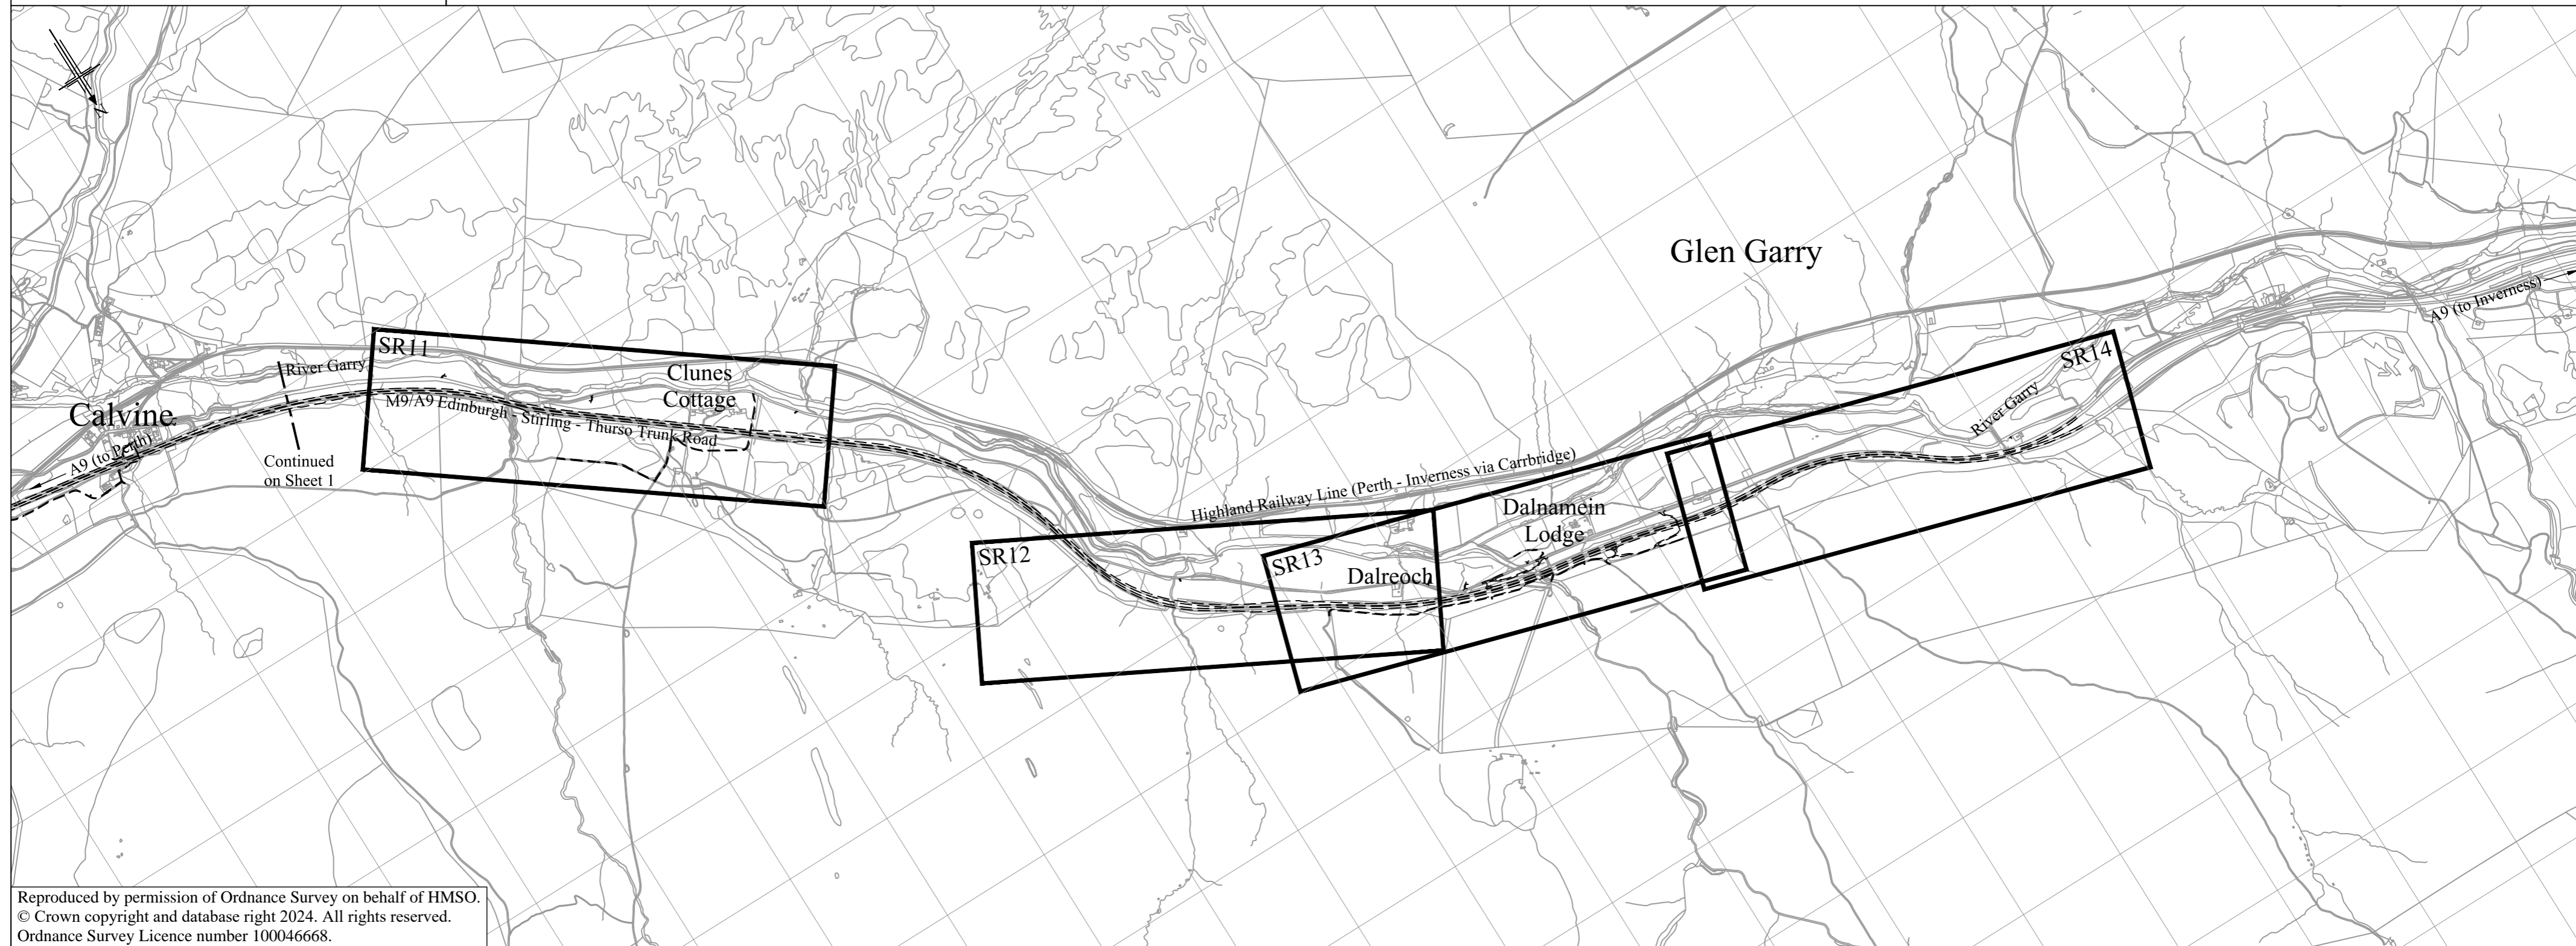 Glen Garry
A9 (to Inverness)
SR11
River Garry
Clunes
Cottage
Calvine
M9/A9 Edinburgh - Stirling - Thurso Trunk Road
A9 (to Perth)
Continued
on Sheet 1
SR14
River Garry
Highland Railway Line (Perth - Inverness via Carrbridge)
Dalnamein
Lodge
SR12
SR13
Dalreoch
Reproduced by permission of Ordnance Survey on behalf of HMSO.
© Crown copyright and database right 2024. All rights reserved.
Ordnance Survey Licence number 100046668.